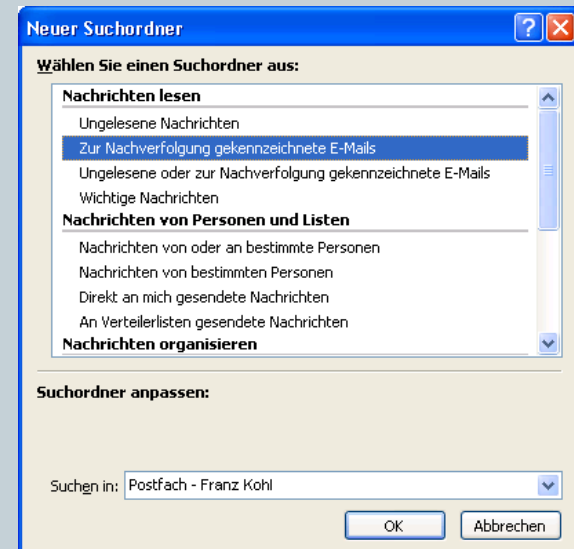 Neuer Suchordner
Wählen Sie einen Suchordner aus:
Nachrichten lesen
Ungelesene Nachrichten
Zur Nachverfolgung gekennzeichnete E-Mails
Ungelesene oder zur Nachverfolgung gekennzeichnete E-Mails
Wichtige Nachrichten
Nachrichten von Personen und Listen
Nachrichten von oder an bestimmte Personen
Nachrichten von bestimmten Personen
Direkt an mich gesendete Nachrichten
An Verteilerlisten gesendete Nachrichten
Nachrichten organisieren
Suchordner anpassen:
Suchen in: Postfach - Franz Kohl
OK Abbrechen